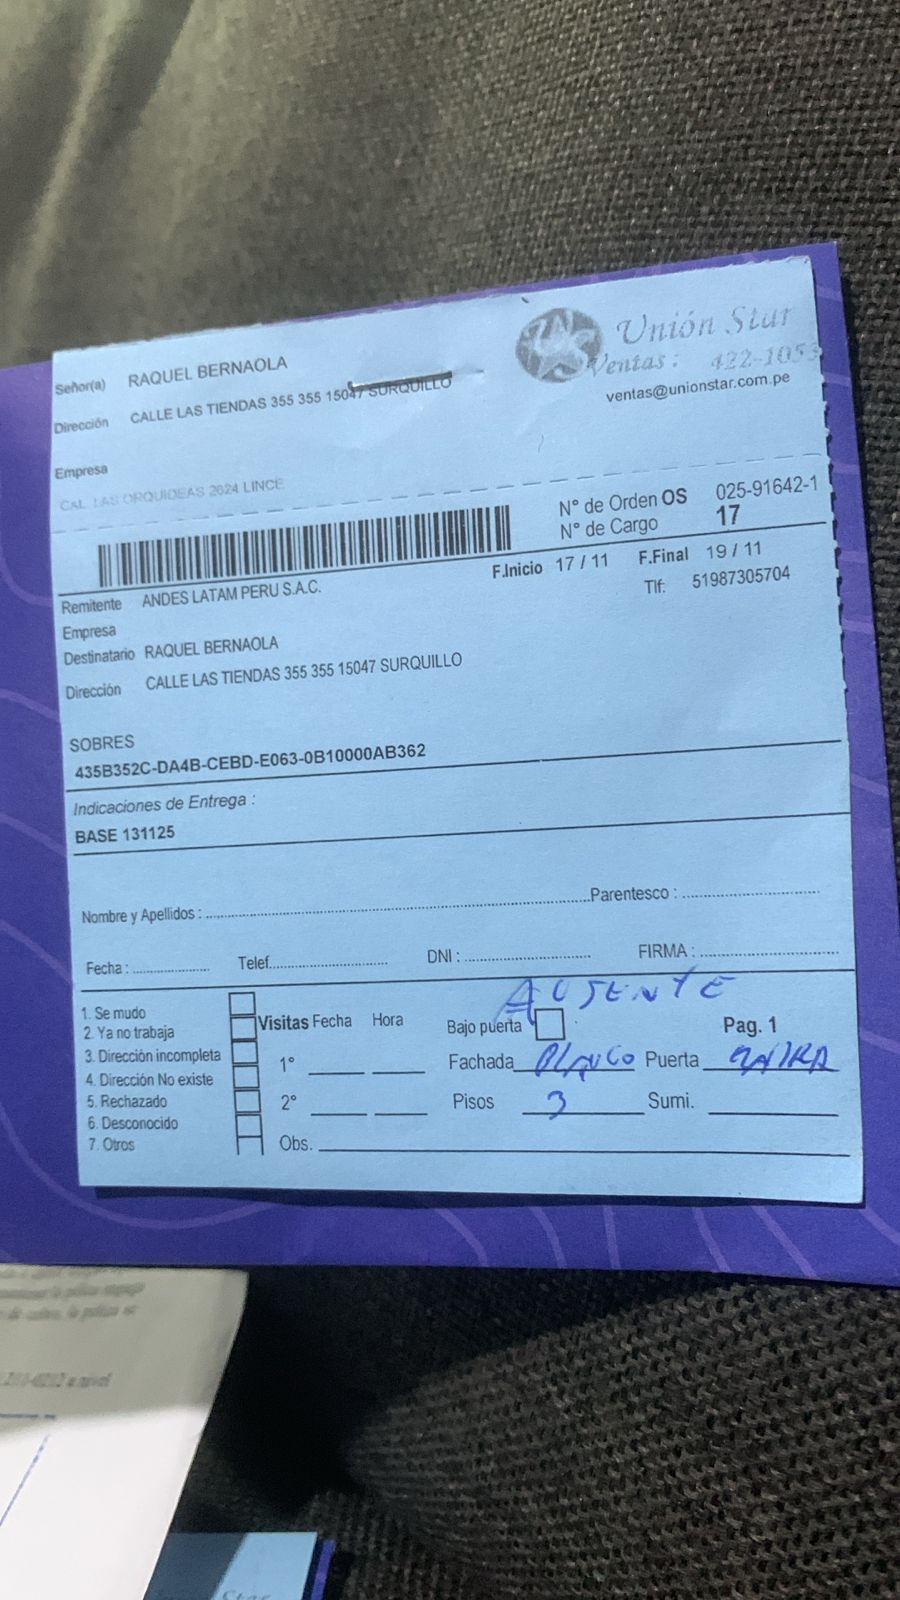 Unión Star
Ventas: 422-1053
ventas@unionstar.com.pe
Señor(a) RAQUEL BERNAOLA
Dirección CALLE LAS TIENDAS 355 355 15047 SURQUILLO
Empresa
CAL. LAS ORQUIDEAS 2624 LINCE
N° de Orden OS 025-91642-1
N° de Cargo 17
F.Inicio 17 / 11 F.Final 19 / 11
Remitente ANDES LATAM PERU S.A.C.
Tlf: 51987305704
Empresa
Destinatario RAQUEL BERNAOLA
Dirección CALLE LAS TIENDAS 355 355 15047 SURQUILLO
SOBRES
435B352C-DA4B-CEBD-E063-0B10000AB362
Indicaciones de Entrega :
BASE 131125
Nombre y Apellidos : Parentesco :
Fecha : Telef. DNI : FIRMA :
AUSENTE
1. Se mudo
2. Ya no trabaja
3. Dirección incompleta
4. Dirección No existe
5. Rechazado
6. Desconocido
7. Otros
Visitas Fecha Hora
1°
2°
Obs.
Bajo puerta Pag. 1
Fachada BLANCO Puerta
Pisos 3 Sumi.
Star